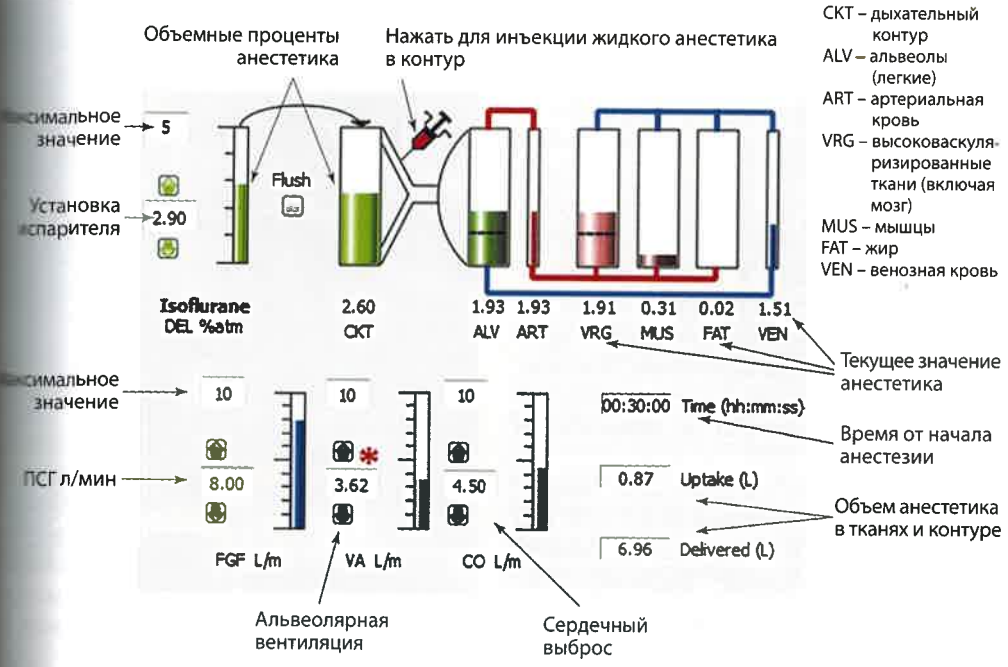 Объемные проценты
анестетика
Нажать для инъекции жидкого анестетика
в контур
CKT – дыхательный
контур
ALV – альвеолы
(легкие)
ART – артериальная
кровь
VRG – высоковаскуля-
ризированные
ткани (включая
мозг)
MUS – мышцы
FAT – жир
VEN – венозная кровь
значение
5
Flush
Установка
2.90
Isoflurane
DEL %atm
2.60
CKT
1.93
ALV
1.93
ART
1.91
VRG
0.31
MUS
0.02
FAT
1.51
VEN
Текущее значение
анестетика
значение
10
10
10
00:30:00 Time (hh:mm:ss)
Время от начала
анестезии
ПСГ л/мин
8.00
*
3.62
4.50
0.87 Uptake (L)
Объем анестетика
в тканях и контуре
6.96 Delivered (L)
FGF L/m
VA L/m
CO L/m
Альвеолярная
вентиляция
Сердечный
выброс